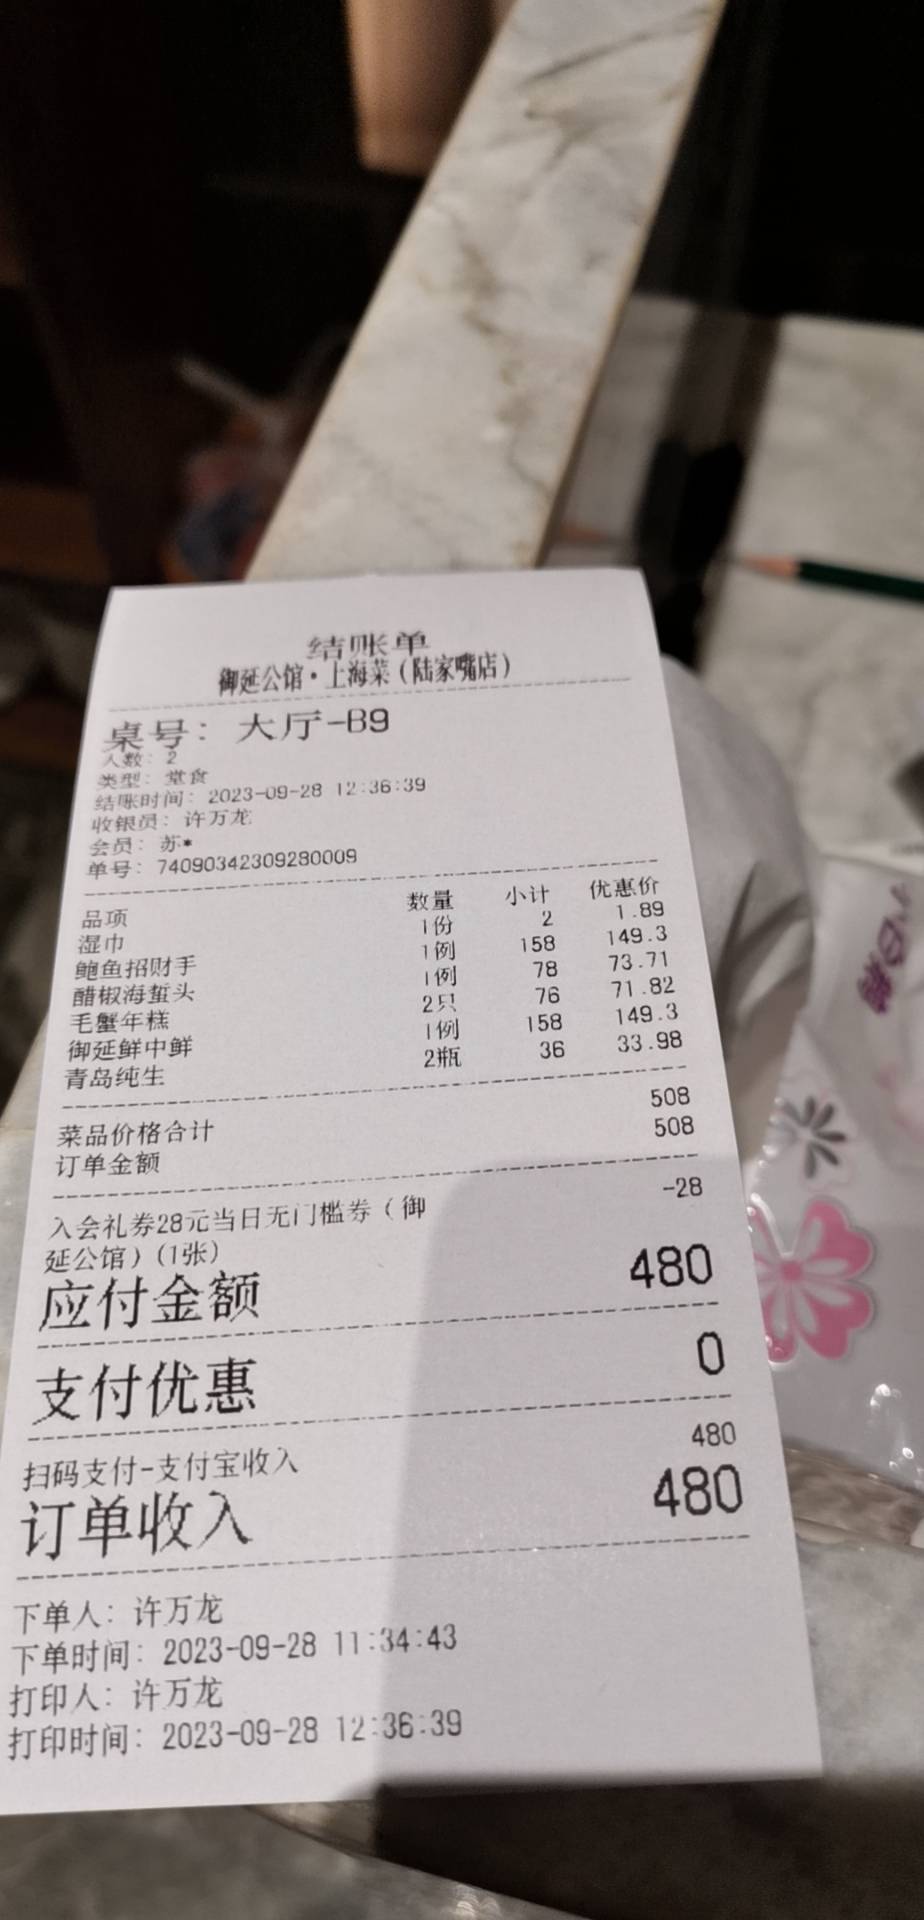 结账单
御延公馆·上海菜(陆家嘴店)
桌号: 大厅-B9
人数: 2
类型: 堂食
结账时间: 2023-09-28 12:36:39
收银员: 许万龙
会员: 苏*
单号: 74090342309280009
品项 数量 小计 优惠价
湿巾 1份 2 1.89
鲍鱼招财手 1例 158 149.3
醋椒海蜇头 1例 78 73.71
毛蟹年糕 2只 76 71.82
御延鲜中鲜 1例 158 149.3
青岛纯生 2瓶 36 33.98
菜品价格合计 508
订单金额 508
入会礼券28元当日无门槛券(御 -28
延公馆)(1张)
应付金额 480
支付优惠 0
扫码支付-支付宝收入 480
订单收入 480
下单人: 许万龙
下单时间: 2023-09-28 11:34:43
打印人: 许万龙
打印时间: 2023-09-28 12:36:39